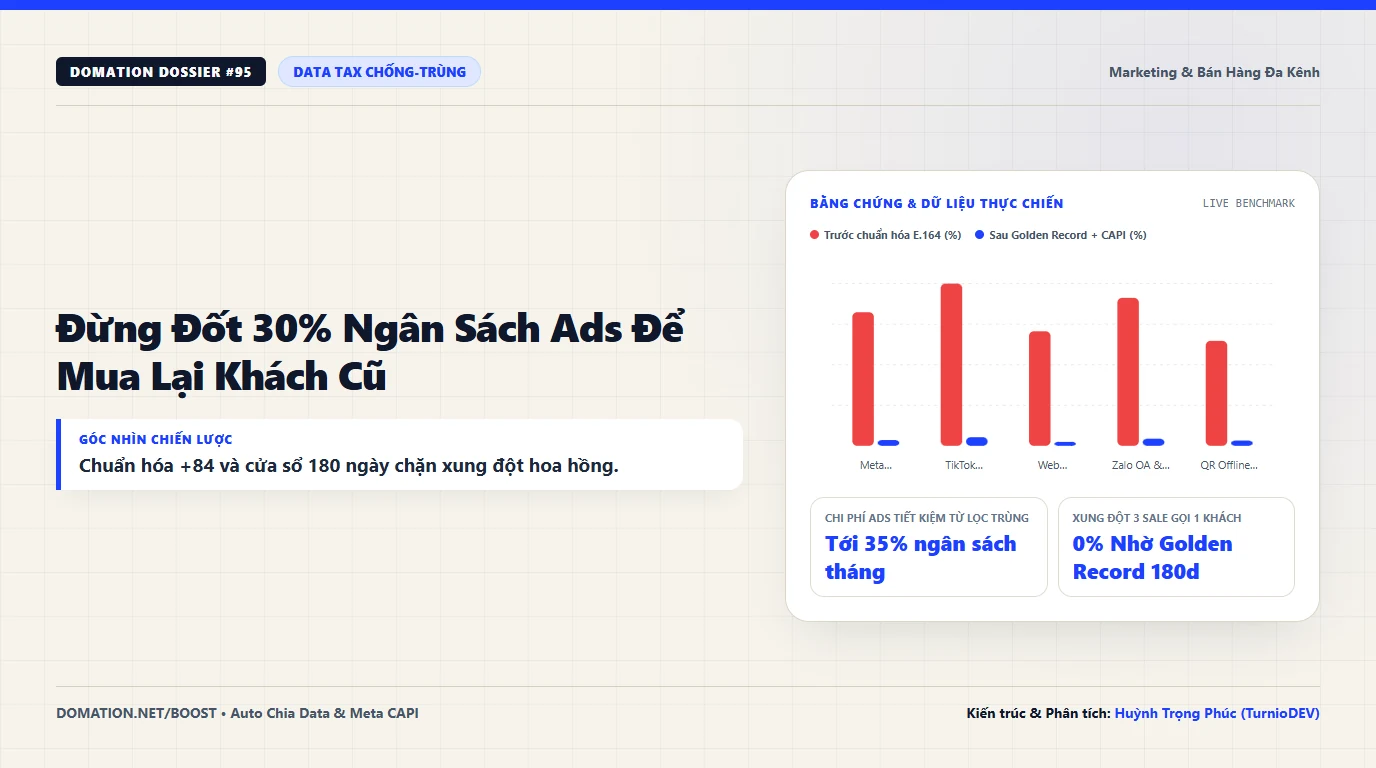 DOMATION DOSSIER #95
DATA TAX CHỐNG-TRÙNG
Marketing & Bán Hàng Đa Kênh
Đừng Đốt 30% Ngân Sách Ads Để
Mua Lại Khách Cũ
GÓC NHÌN CHIẾN LƯỢC
Chuẩn hóa +84 và cửa sổ 180 ngày chặn xung đột hoa hồng.
BẰNG CHỨNG & DỮ LIỆU THỰC CHIẾN
LIVE BENCHMARK
Trước chuẩn hóa E.164 (%)
Sau Golden Record + CAPI (%)
Meta...
TikTok...
Web...
Zalo OA &...
QR Offline...
CHI PHÍ ADS TIẾT KIỆM TỪ LỌC TRÙNG
Tới 35% ngân sách
tháng
XUNG ĐỘT 3 SALE GỌI 1 KHÁCH
0% Nhờ Golden
Record 180d
DOMATION.NET/BOOST • Auto Chia Data & Meta CAPI
Kiến trúc & Phân tích: Huỳnh Trọng Phúc (TurnioDEV)